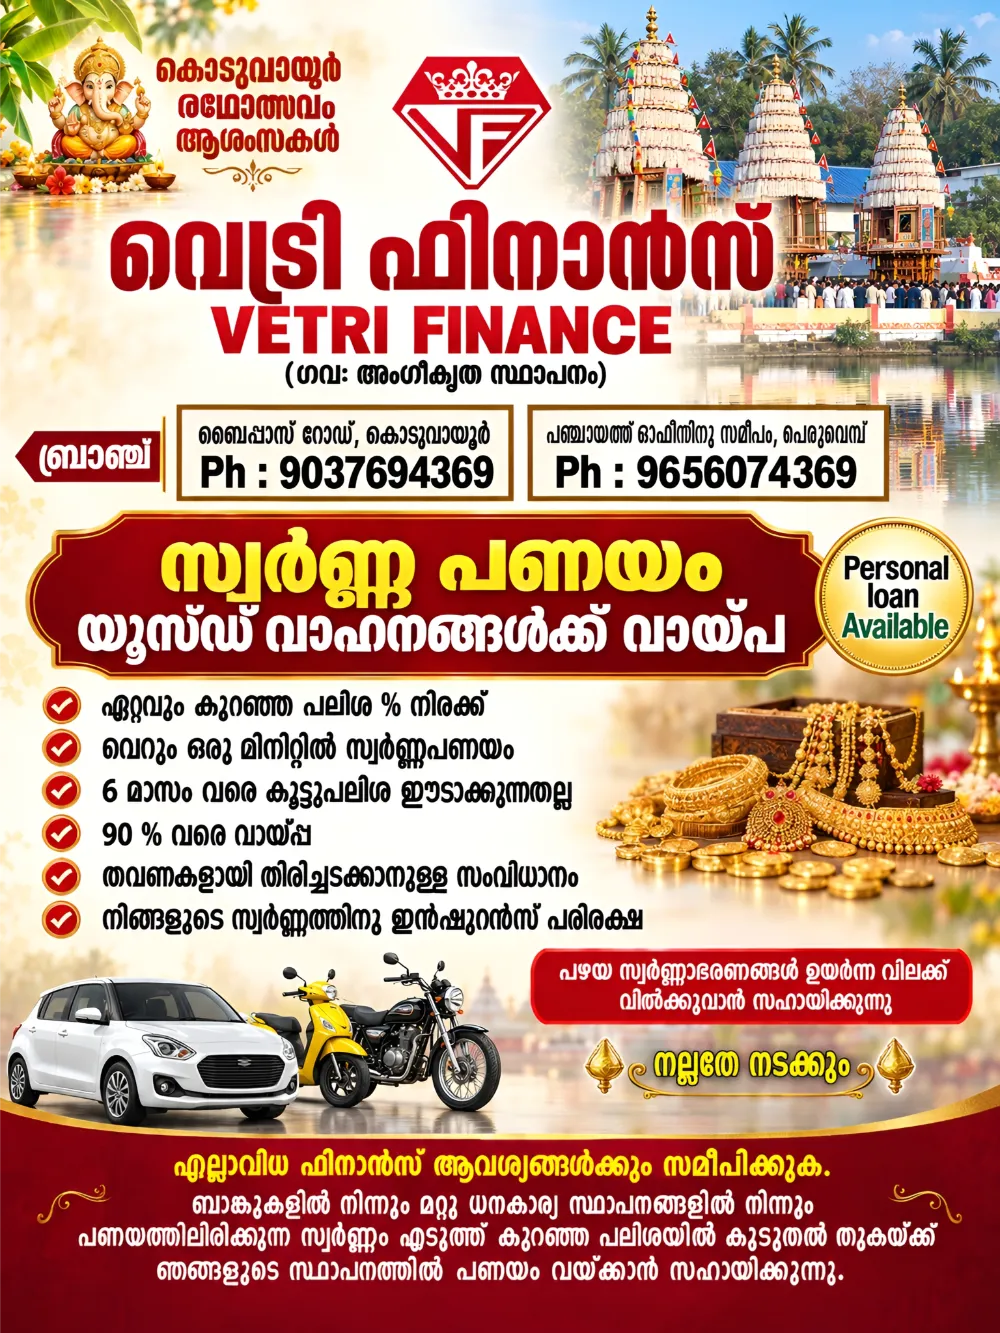 കൊടുവായൂർ
രഥോത്സവം
ആശംസകൾ
VF
വെട്രി ഫിനാൻസ്
VETRI FINANCE
(ഗവഃ അംഗീകൃത സ്ഥാപനം)
ബ്രാഞ്ച്
ബൈപ്പാസ് റോഡ്, കൊടുവായൂർ
Ph : 9037694369
പഞ്ചായത്ത് ഓഫീസിനു സമീപം, പെരുവെമ്പ്
Ph : 9656074369
സ്വർണ്ണ പണയം
യൂസ്ഡ് വാഹനങ്ങൾക്ക് വായ്പ
Personal
loan
Available
ഏറ്റവും കുറഞ്ഞ പലിശ % നിരക്ക്
വെറും ഒരു മിനിറ്റിൽ സ്വർണ്ണപണയം
6 മാസം വരെ കൂട്ടുപലിശ ഈടാക്കുന്നതല്ല
90 % വരെ വായ്പ്പ
തവണകളായി തിരിച്ചടക്കാനുള്ള സംവിധാനം
നിങ്ങളുടെ സ്വർണ്ണത്തിനു ഇൻഷുറൻസ് പരിരക്ഷ
പഴയ സ്വർണ്ണാഭരണങ്ങൾ ഉയർന്ന വിലക്ക്
വിൽക്കുവാൻ സഹായിക്കുന്നു
നല്ലതേ നടക്കും
എല്ലാവിധ ഫിനാൻസ് ആവശ്യങ്ങൾക്കും സമീപിക്കുക.
ബാങ്കുകളിൽ നിന്നും മറ്റു ധനകാര്യ സ്ഥാപനങ്ങളിൽ നിന്നും
പണയത്തിലിരിക്കുന്ന സ്വർണ്ണം എടുത്ത് കുറഞ്ഞ പലിശയിൽ കൂടുതൽ തുകയ്ക്ക്
ഞങ്ങളുടെ സ്ഥാപനത്തിൽ പണയം വയ്ക്കാൻ സഹായിക്കുന്നു.